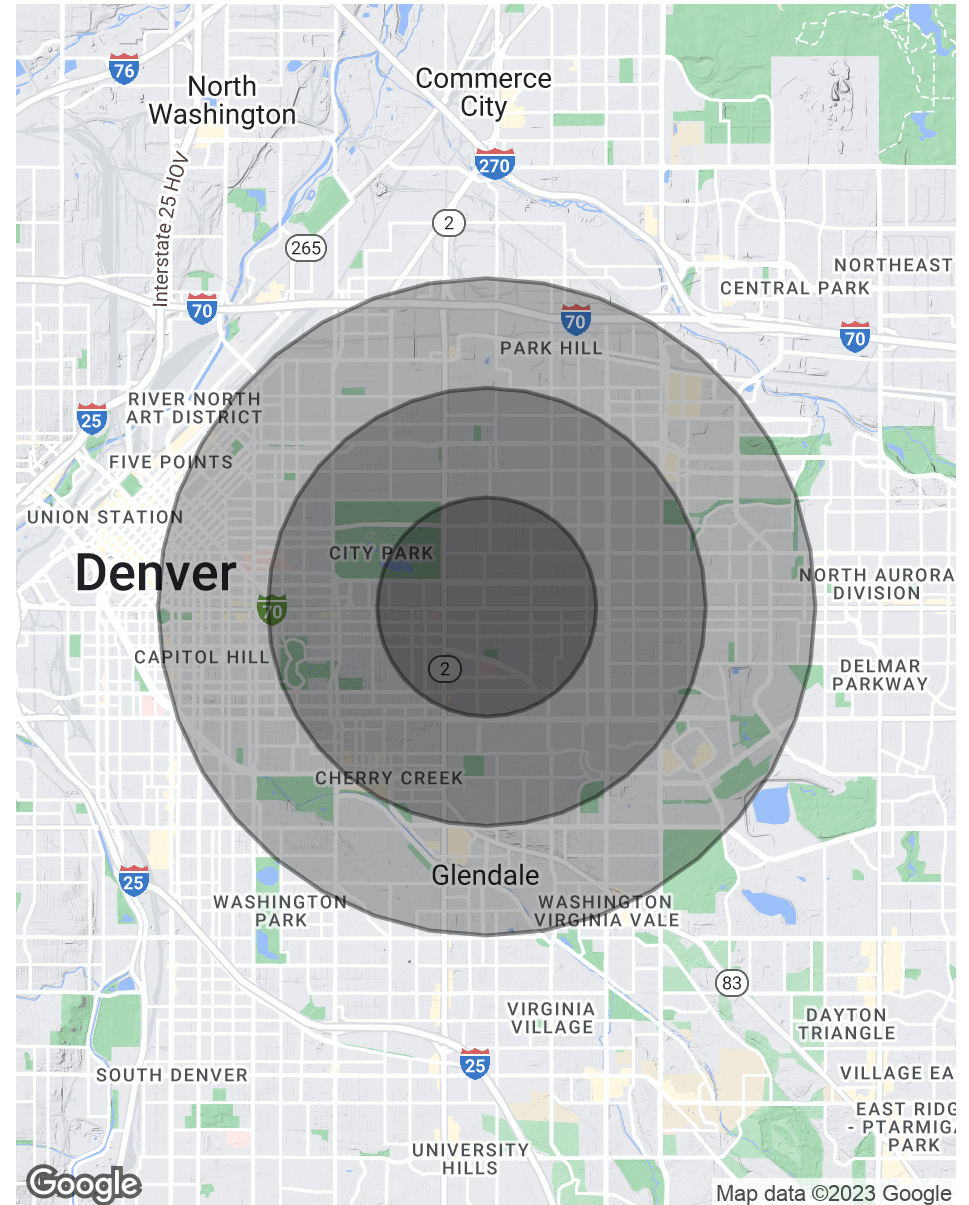 76
North
Washington
Commerce
City
270
Interstate 25 HOV
2
265
NORTHEAST
CENTRAL PARK
70
70
70
PARK HILL
RIVER NORTH
ART DISTRICT
25
FIVE POINTS
UNION STATION
CITY PARK
Denver
NORTH AURORA
DIVISION
70
CAPITOL HILL
2
DELMAR
PARKWAY
CHERRY CREEK
Glendale
25
WASHINGTON
PARK
WASHINGTON
VIRGINIA VALE
83
VIRGINIA
VILLAGE
DAYTON
TRIANGLE
25
SOUTH DENVER
VILLAGE EA
EAST RIDG
- PTARMIGA
PARK
UNIVERSITY
HILLS
Google
Map data ©2023 Google